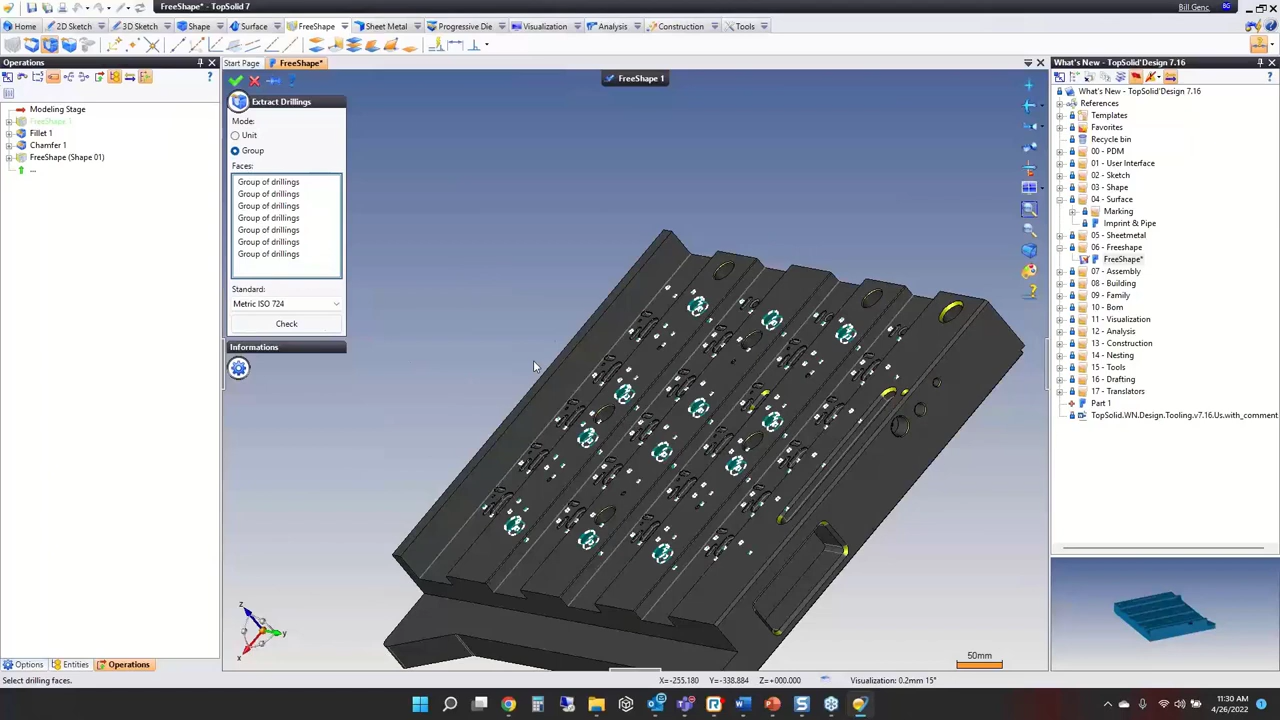 FreeShape* - TopSolid 7
Bill Genc
Home
2D Sketch
3D Sketch
Shape
Surface
FreeShape
Sheet Metal
Progressive Die
Visualization
Analysis
Construction
Tools
Operations
Start Page
FreeShape*
What's New - TopSolid'Design 7.16
Modeling Stage
FreeShape 1
Fillet 1
Chamfer 1
FreeShape (Shape 01)
...
Extract Drillings
Mode:
Unit
Group
Faces:
Group of drillings
Group of drillings
Group of drillings
Group of drillings
Group of drillings
Group of drillings
Group of drillings
Standard:
Metric ISO 724
Check
Informations
FreeShape 1
What's New - TopSolid'Design 7.16
References
Templates
Favorites
Recycle bin
00 - PDM
01 - User Interface
02 - Sketch
03 - Shape
04 - Surface
Marking
Imprint & Pipe
05 - Sheetmetal
06 - Freeshape
FreeShape*
07 - Assembly
08 - Building
09 - Family
10 - Bom
11 - Visualization
12 - Analysis
13 - Construction
14 - Nesting
15 - Tools
16 - Drafting
17 - Translators
Part 1
TopSolid.WN.Design.Tooling.v7.16.Us.with_comment
z
y
x
50mm
Options
Entities
Operations
Select drilling faces.
X=-255.180
Y=-338.884
Z=+000.000
Visualization: 0.2mm 15°
11:30 AM
4/26/2022